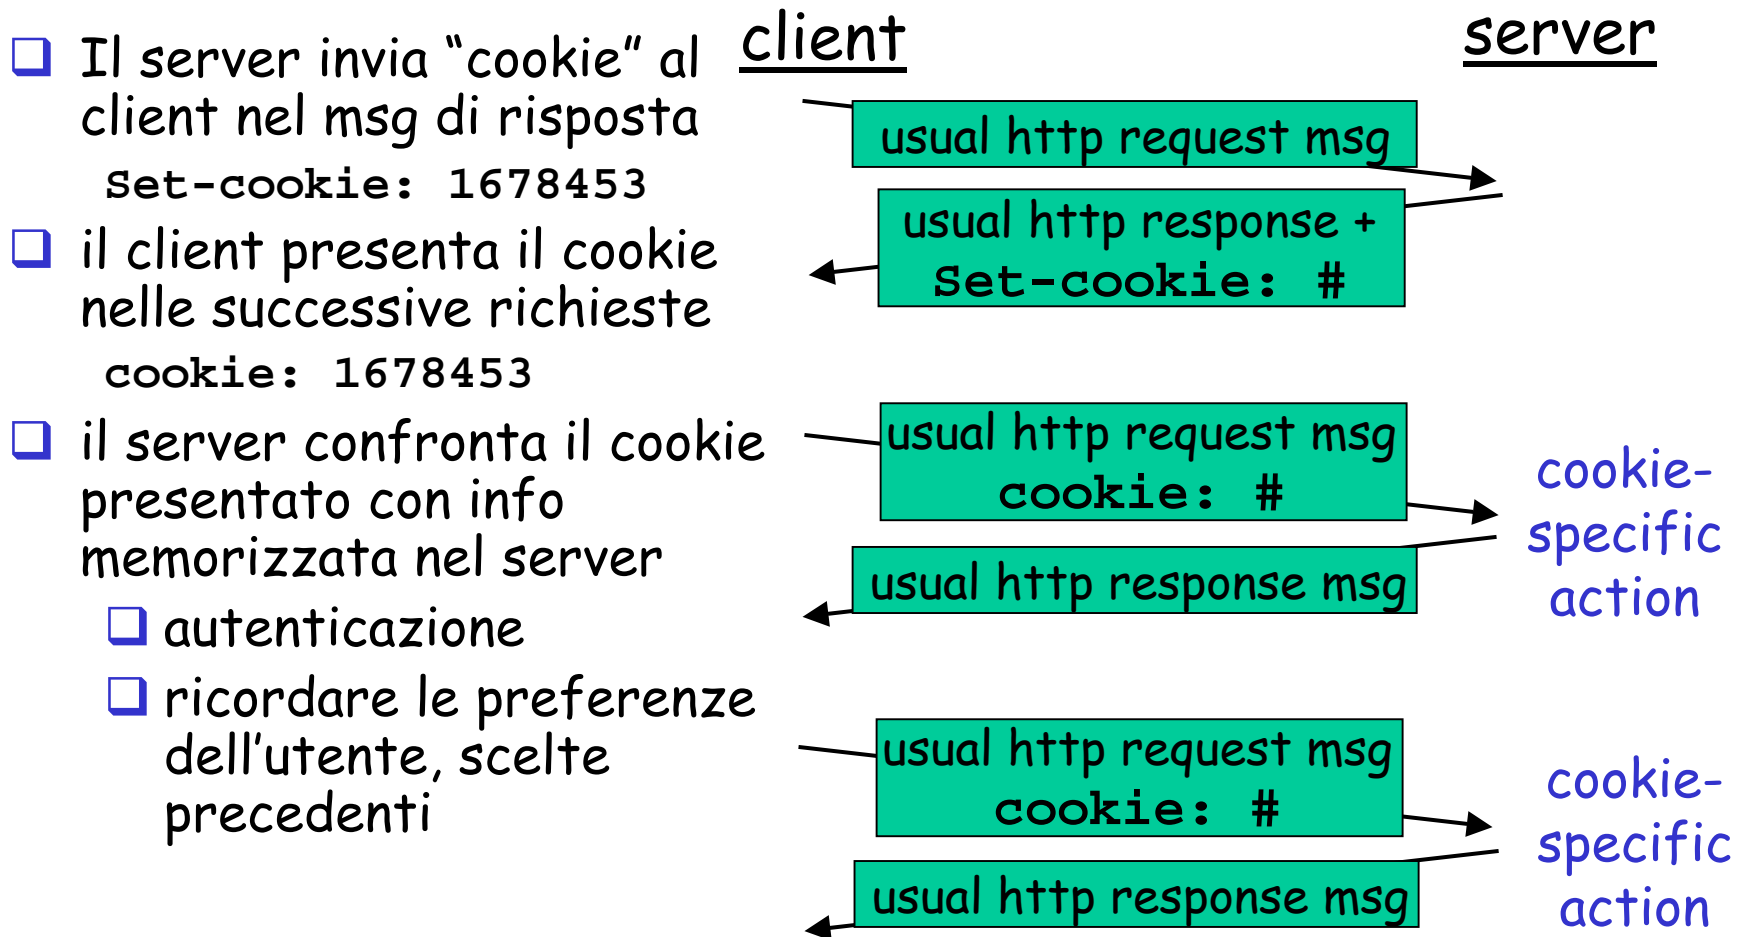 Il server invia “cookie” al
client nel msg di risposta
Set-cookie: 1678453
il client presenta il cookie
nelle successive richieste
cookie: 1678453
il server confronta il cookie
presentato con info
memorizzata nel server
autenticazione
ricordare le preferenze
dell’utente, scelte
precedenti
client
server
usual http request msg
usual http response +
Set-cookie: #
usual http request msg
cookie: #
usual http response msg
cookie-
specific
action
usual http request msg
cookie: #
usual http response msg
cookie-
specific
action